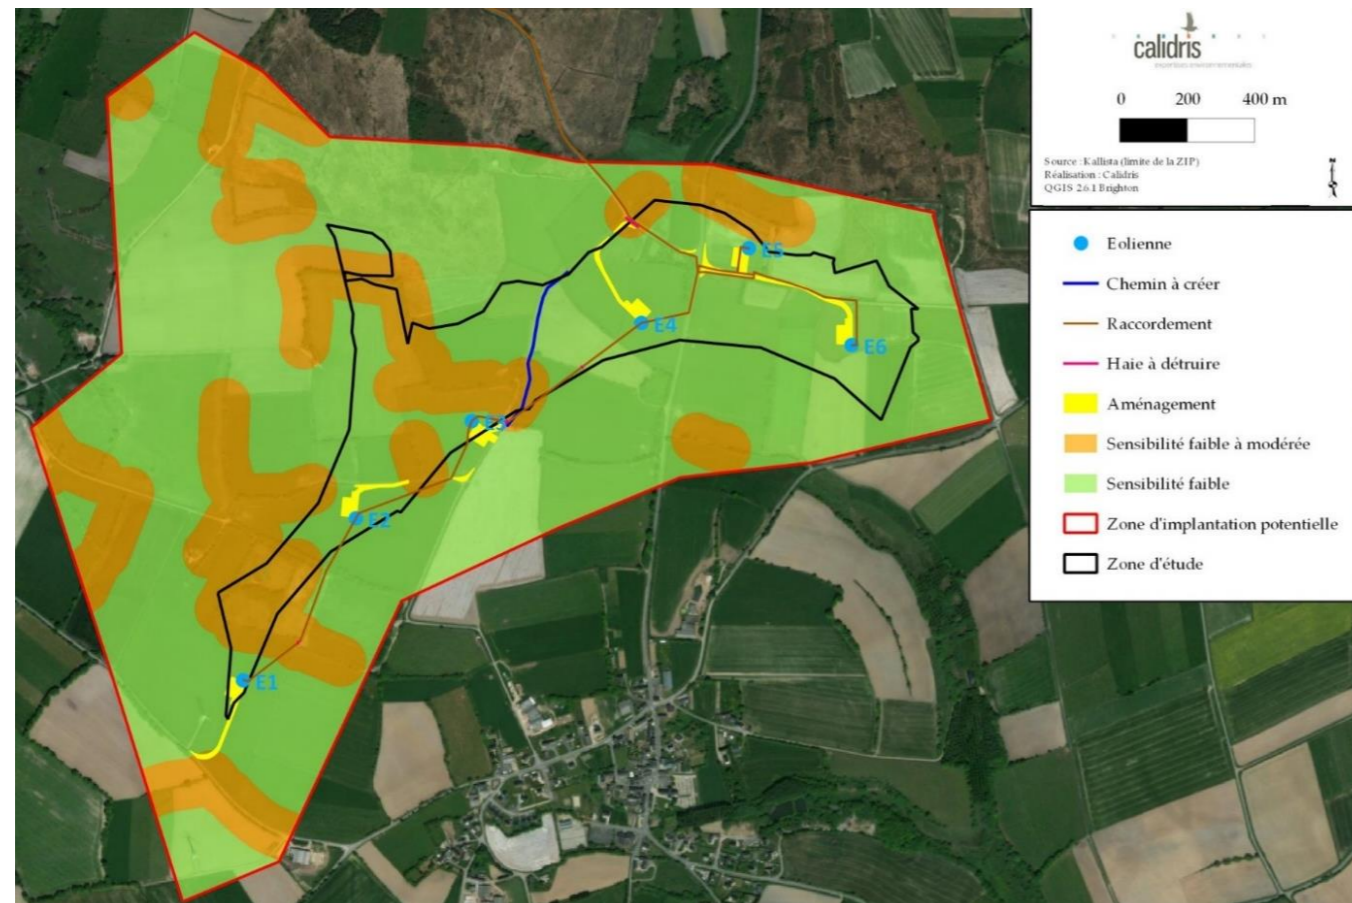 calidris
expertises environnementales
0 200 400 m
Source : Kallista (limite de la ZIP)
Réalisation : Calidris
QGIS 2.6.1 Brighton
N
S
Eolienne
Chemin à créer
Raccordement
Haie à détruire
Aménagement
Sensibilité faible à modérée
Sensibilité faible
Zone d'implantation potentielle
Zone d'étude
E5
E4
E6
E3
E2
E1